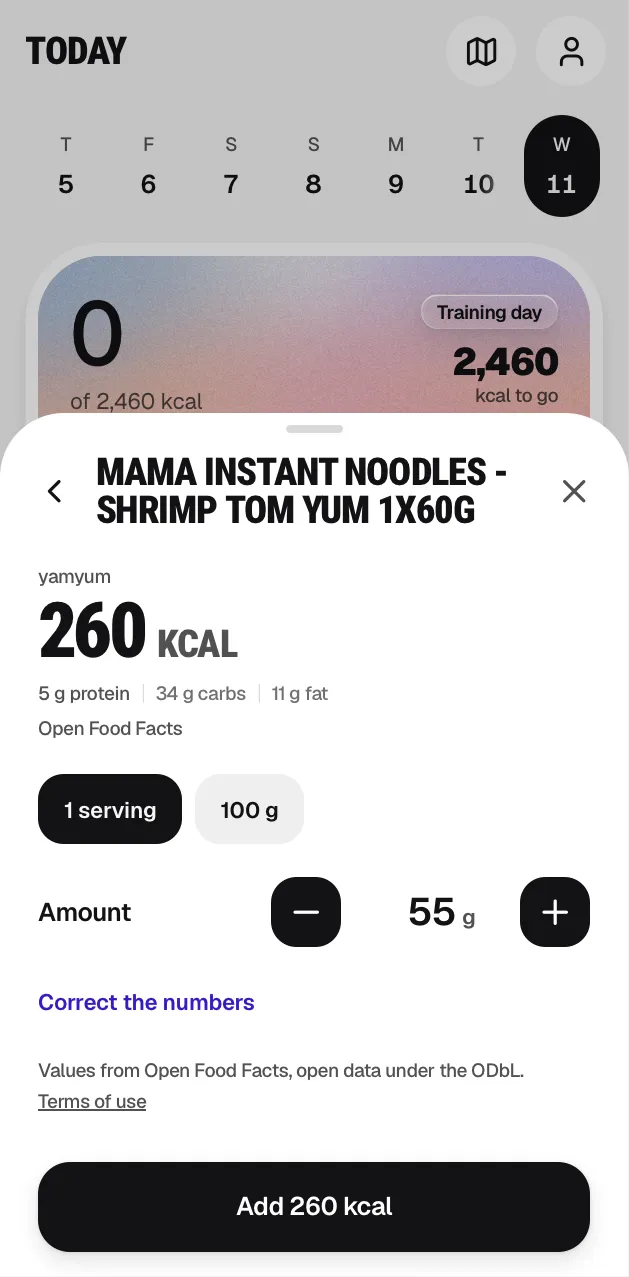 TODAY
T F S S M T W
5 6 7 8 9 10 11
0
Training day
2,460
of 2,460 kcal
kcal to go
MAMA INSTANT NOODLES -
SHRIMP TOM YUM 1X60G
yamyum
260 KCAL
5 g protein 34 g carbs 11 g fat
Open Food Facts
1 serving 100 g
Amount 55 g
Correct the numbers
Values from Open Food Facts, open data under the ODbL.
Terms of use
Add 260 kcal